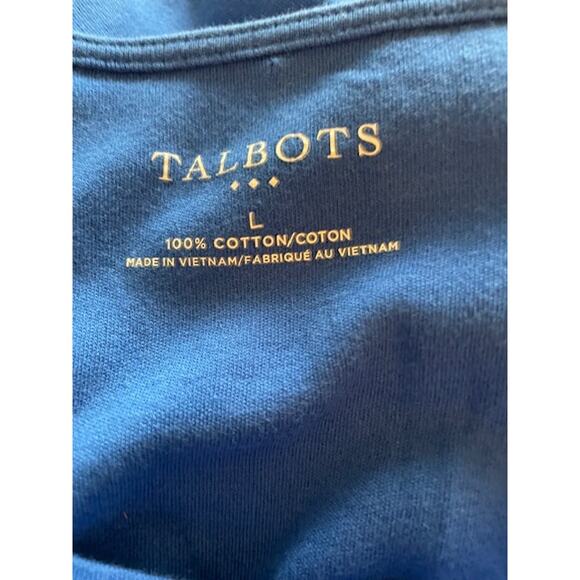 TALBOTS
L
100% COTTON/COTON
MADE IN VIETNAM/FABRIQUÉ AU VIETNAM